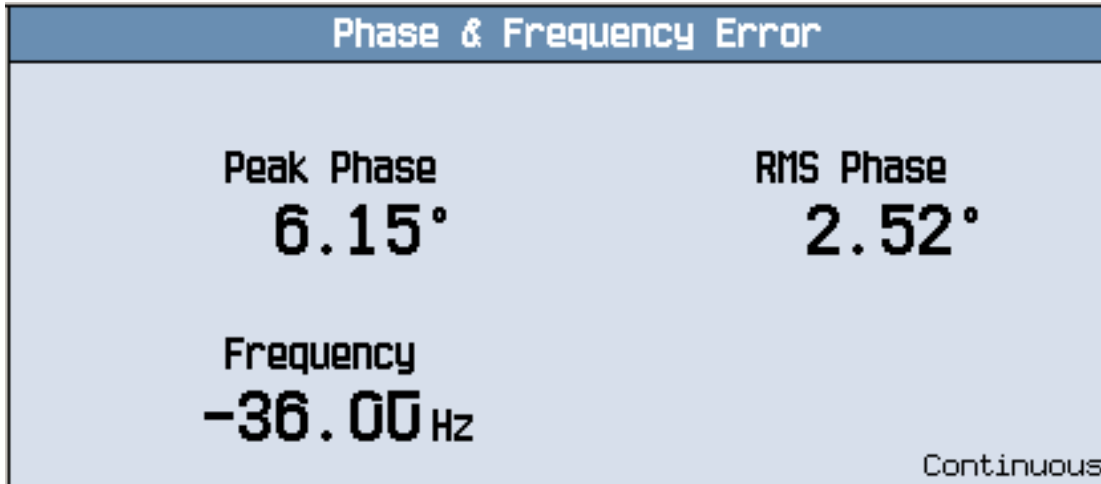 Phase & Frequency Error
Peak Phase
6.15°
RMS Phase
2.52°
Frequency
-36.00 Hz
Continuous